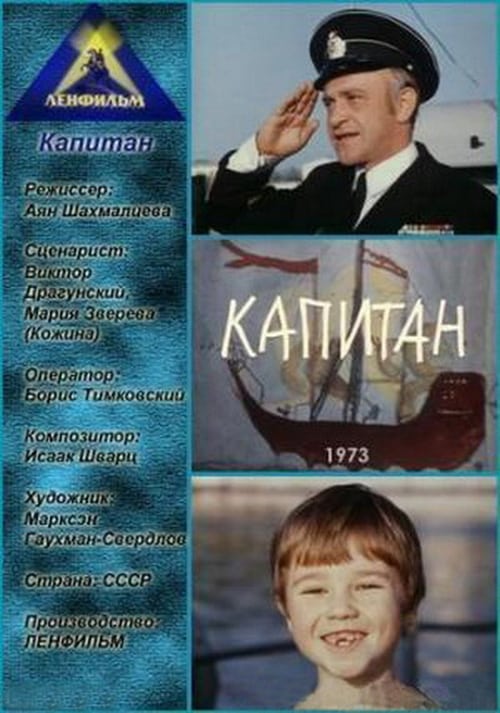 ЛЕНФИЛЬМ
Капитан
Режиссер:
Аян Шахмалиева
Сценарист:
Виктор
Драгунский,
Мария Зверева
(Кожина)
Оператор:
Борис Тимковский
Композитор:
Исаак Шварц
Художник:
Марксэн
Гаухман-Свердлов
Страна: СССР
Производство:
ЛЕНФИЛЬМ
КАПИТАН
1973